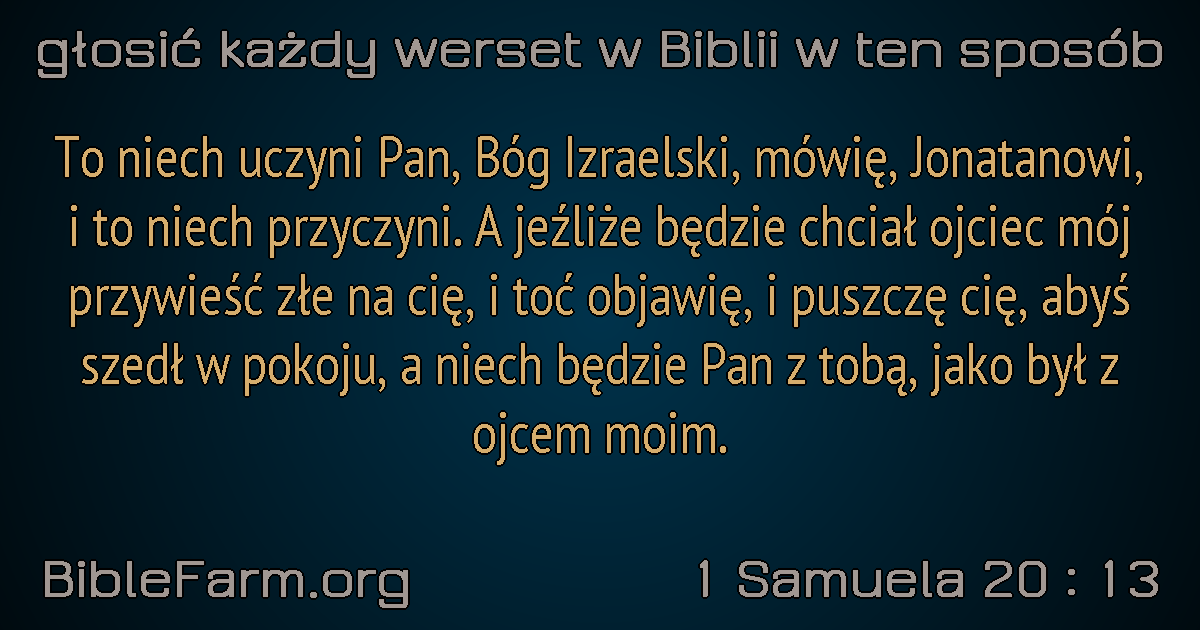 głosić każdy werset w Biblii w ten sposób
To niech uczyni Pan, Bóg Izraelski, mówię, Jonatanowi,
i to niech przyczyni. A jeźliże będzie chciał ojciec mój
przywieść złe na cię, i toć objawię, i puszczę cię, abyś
szedł w pokoju, a niech będzie Pan z tobą, jako był z
ojcem moim.
BibleFarm.org
1 Samuela 20 : 13